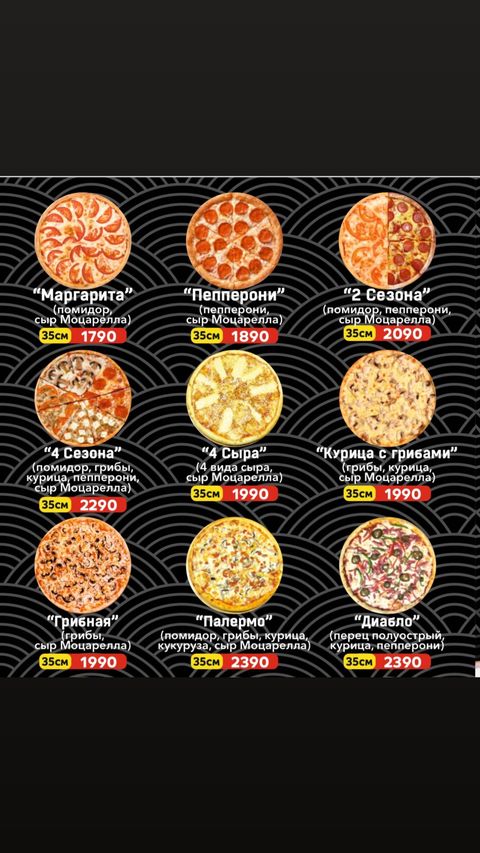 “Маргарита”
(помидор,
сыр Моцарелла)
35см 1790
“Пепперони”
(пепперони,
сыр Моцарелла)
35см 1890
“2 Сезона”
(помидор, пепперони,
сыр Моцарелла)
35см 2090
“4 Сезона”
(помидор, грибы,
курица, пепперони,
сыр Моцарелла)
35см 2290
“4 Сыра”
(4 вида сыра,
сыр Моцарелла)
35см 1990
“Курица с грибами”
(грибы, курица,
сыр Моцарелла)
35см 1990
“Грибная”
(грибы,
сыр Моцарелла)
35см 1990
“Палермо”
(помидор, грибы, курица,
кукуруза, сыр Моцарелла)
35см 2390
“Диабло”
(перец полуострый,
курица, пепперони)
35см 2390